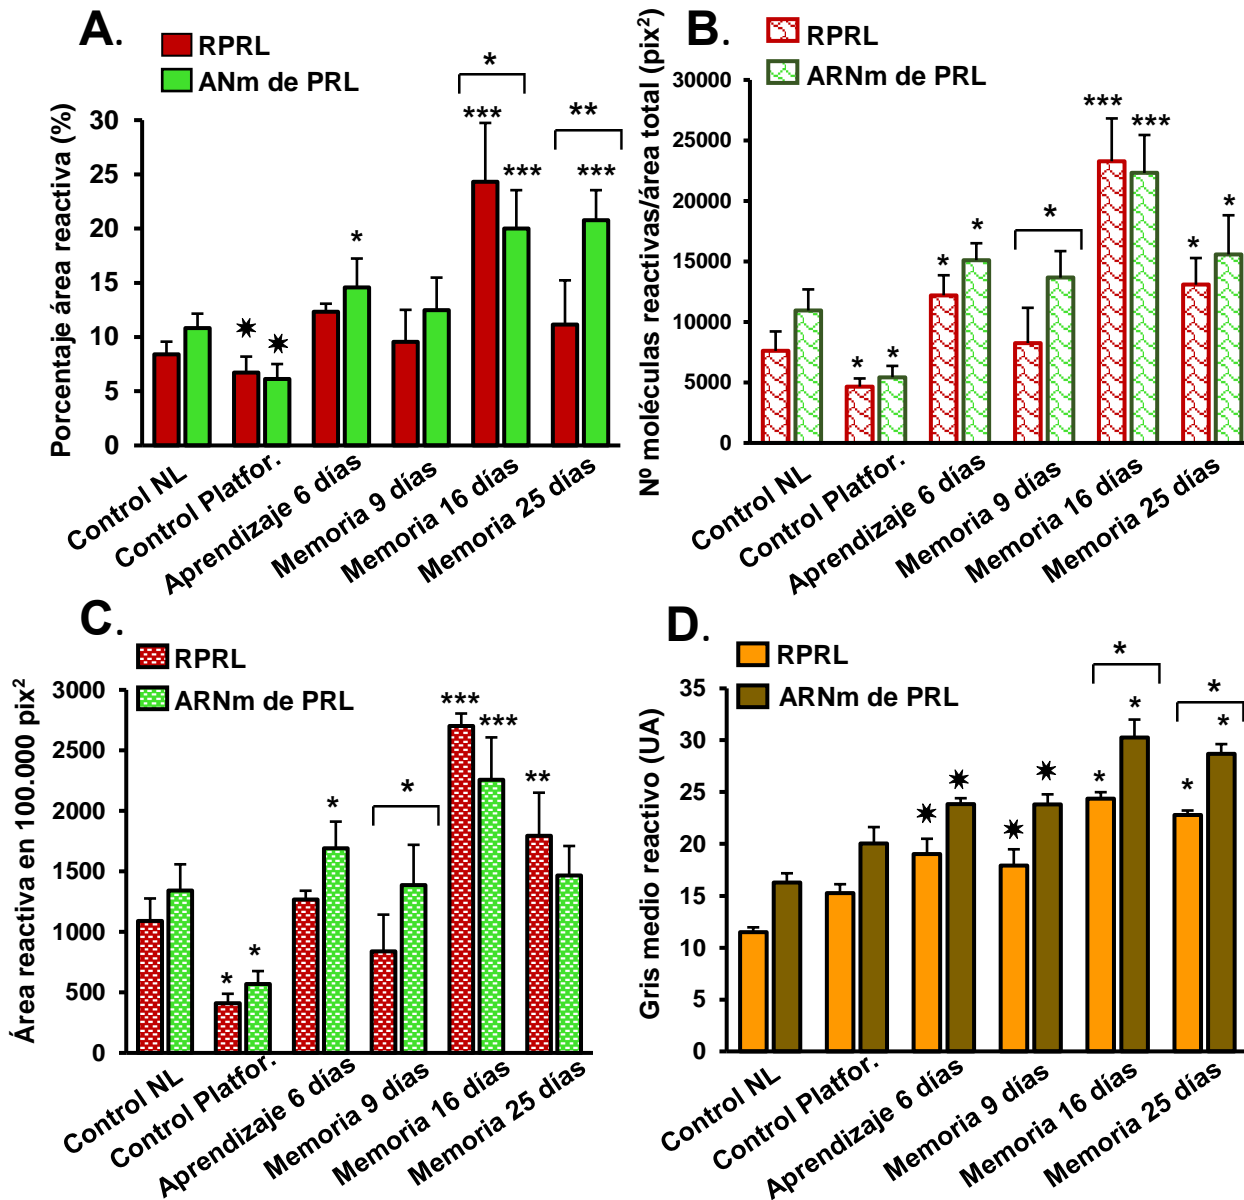 A.
RPRL
ANm de PRL
Porcentaje área reactiva (%)
30
25
20
15
10
5
0
*
***
***
**
***
*
Control NL
Control Platfor.
Aprendizaje 6 días
Memoria 9 días
Memoria 16 días
Memoria 25 días
B.
RPRL
ARNm de PRL
Nº moléculas reactivas/área total (pix²)
30000
25000
20000
15000
10000
5000
0
***
***
*
*
*
*
*
*
*
Control NL
Control Platfor.
Aprendizaje 6 días
Memoria 9 días
Memoria 16 días
Memoria 25 días
C.
RPRL
ARNm de PRL
Área reactiva en 100.000 pix²
3000
2500
2000
1500
1000
500
0
***
***
**
*
*
*
*
Control NL
Control Platfor.
Aprendizaje 6 días
Memoria 9 días
Memoria 16 días
Memoria 25 días
D.
RPRL
ARNm de PRL
Gris medio reactivo (UA)
35
30
25
20
15
10
5
0
*
*
*
*
*
*
Control NL
Control Platfor.
Aprendizaje 6 días
Memoria 9 días
Memoria 16 días
Memoria 25 días